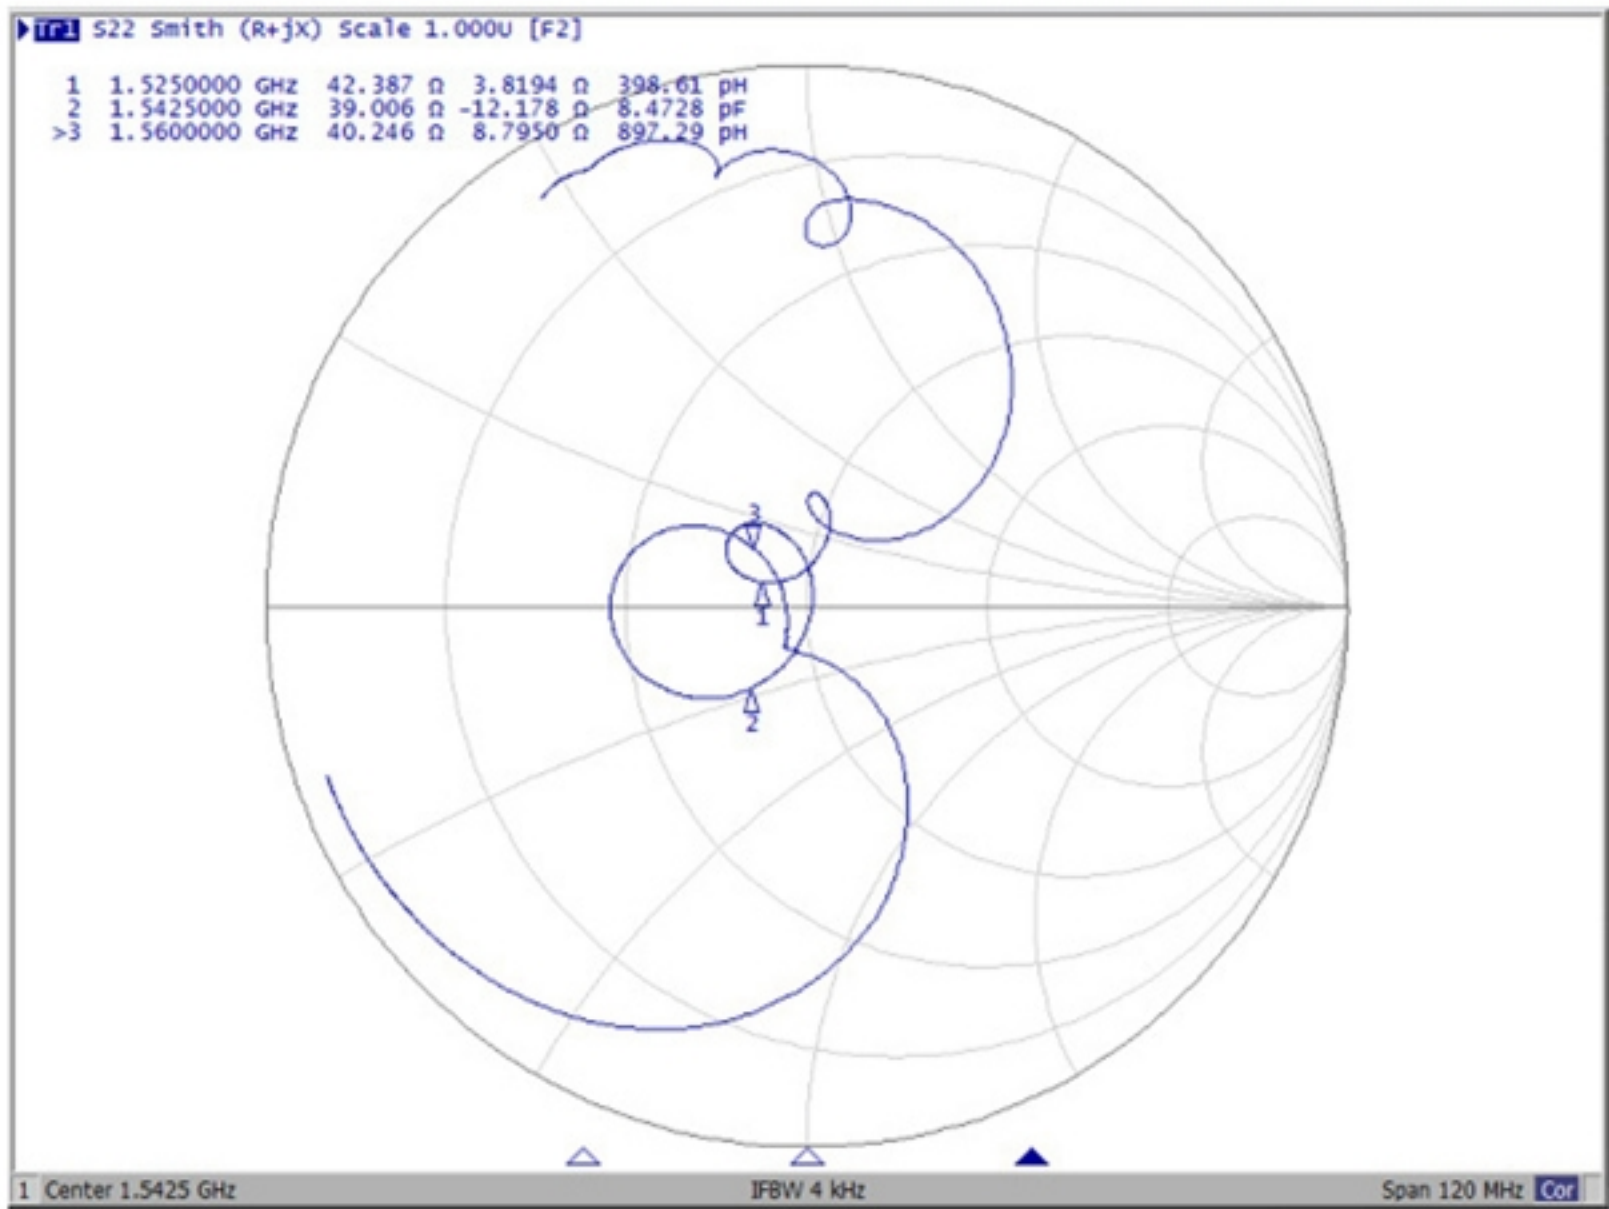 Tr1 S22 Smith (R+jX) Scale 1.000U [F2]
1 1.5250000 GHz 42.387 Ω 3.8194 Ω 398.61 pH
2 1.5425000 GHz 39.006 Ω -12.178 Ω 8.4728 pF
>3 1.5600000 GHz 40.246 Ω 8.7950 Ω 897.29 pH
3
1
2
1 Center 1.5425 GHz IFBW 4 kHz Span 120 MHz Cor